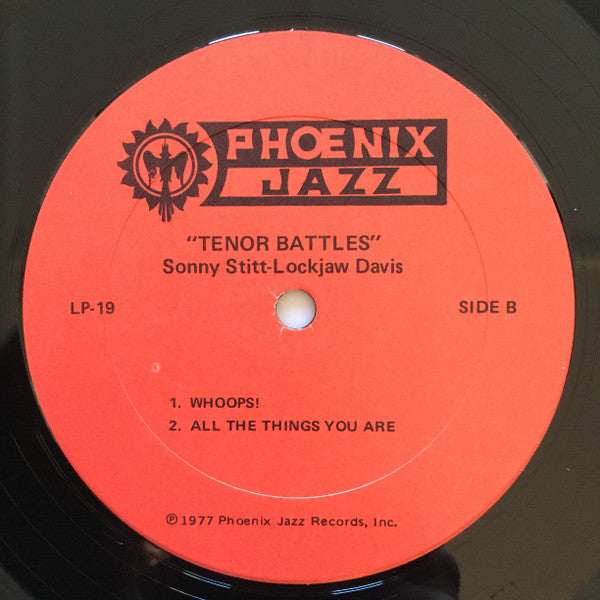 PHŒNIX
JAZZ
"TENOR BATTLES"
Sonny Stitt-Lockjaw Davis
LP-19
SIDE B
1. WHOOPS!
2. ALL THE THINGS YOU ARE
℗ 1977 Phoenix Jazz Records, Inc.